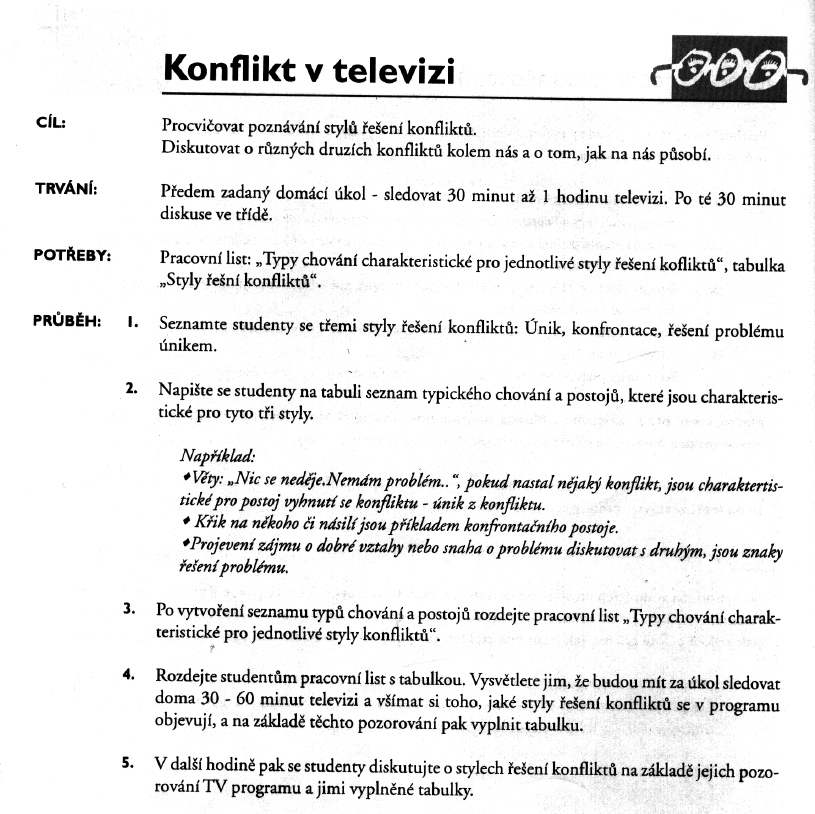 Konflikt v televizi
CÍL: Procvičovat poznávání stylů řešení konfliktů.
Diskutovat o různých druzích konfliktů kolem nás a o tom, jak na nás působí.
TRVÁNÍ: Předem zadaný domácí úkol - sledovat 30 minut až 1 hodinu televizi. Po té 30 minut
diskuse ve třídě.
POTŘEBY: Pracovní list: „Typy chování charakteristické pro jednotlivé styly řešení kofliktů“, tabulka
„Styly řešní konfliktů“.
PRŮBĚH: 1. Seznamte studenty se třemi styly řešení konfliktů: Únik, konfrontace, řešení problému
únikem.
2. Napište se studenty na tabuli seznam typického chování a postojů, které jsou charakteris-
tické pro tyto tři styly.
Například:
♦Věty: „Nic se neděje.Nemám problém.. “, pokud nastal nějaký konflikt, jsou charaktertis-
tické pro postoj vyhnutí se konfliktu - únik z konfliktu.
♦ Křik na někoho či násilí jsou příkladem konfrontačního postoje.
♦Projevení zájmu o dobré vztahy nebo snaha o problému diskutovat s druhým, jsou znaky
řešení problému.
3. Po vytvoření seznamu typů chování a postojů rozdejte pracovní list „Typy chování charak-
teristické pro jednotlivé styly konfliktů“.
4. Rozdejte studentům pracovní list s tabulkou. Vysvětlete jim, že budou mít za úkol sledovat
doma 30 - 60 minut televizi a všímat si toho, jaké styly řešení konfliktů se v programu
objevují, a na základě těchto pozorování pak vyplnit tabulku.
5. V další hodině pak se studenty diskutujte o stylech řešení konfliktů na základě jejich pozo-
rování TV programu a jimi vyplněné tabulky.